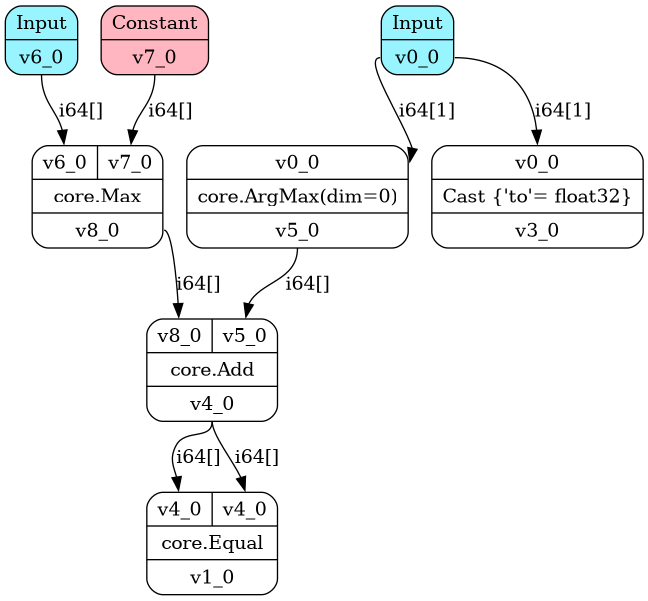 Input
v6_0
Constant
v7_0
Input
v0_0
i64[]
i64[]
i64[1]
i64[1]
v6_0 v7_0
core.Max
v8_0
v0_0
core.ArgMax(dim=0)
v5_0
v0_0
Cast {'to'= float32}
v3_0
i64[]
i64[]
v8_0 v5_0
core.Add
v4_0
i64[]
i64[]
v4_0 v4_0
core.Equal
v1_0